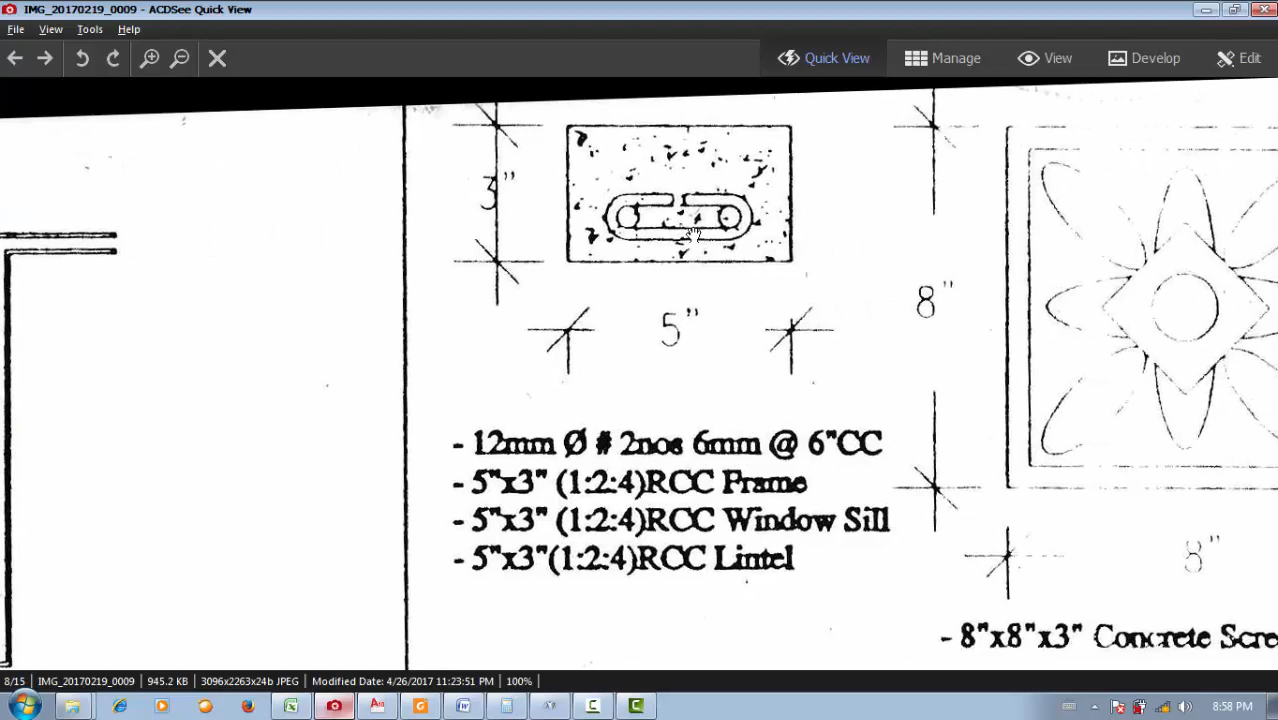 IMG_20170219_0009 - ACDSee Quick View
File View Tools Help
Quick View Manage View Develop Edit
3"
5"
8"
- 12mm Ø # 2nos 6mm @ 6"CC
- 5"x3" (1:2:4)RCC Frame
- 5"x3" (1:2:4)RCC Window Sill
- 5"x3"(1:2:4)RCC Lintel
8"
- 8"x8"x3" Concrete Scre
8/15 IMG_20170219_0009 945.2 KB 3096x2263x24b JPEG Modified Date: 4/26/2017 11:23:51 PM 100%
8:58 PM